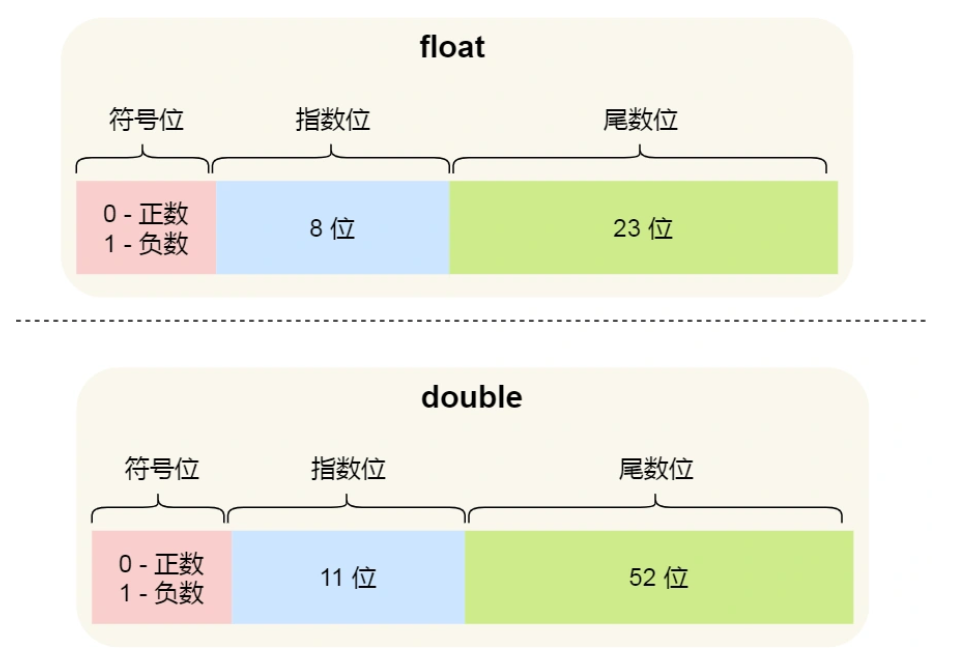 float
符号位 指数位 尾数位
0 - 正数
1 - 负数
8 位
23 位
double
符号位 指数位 尾数位
0 - 正数
1 - 负数
11 位
52 位